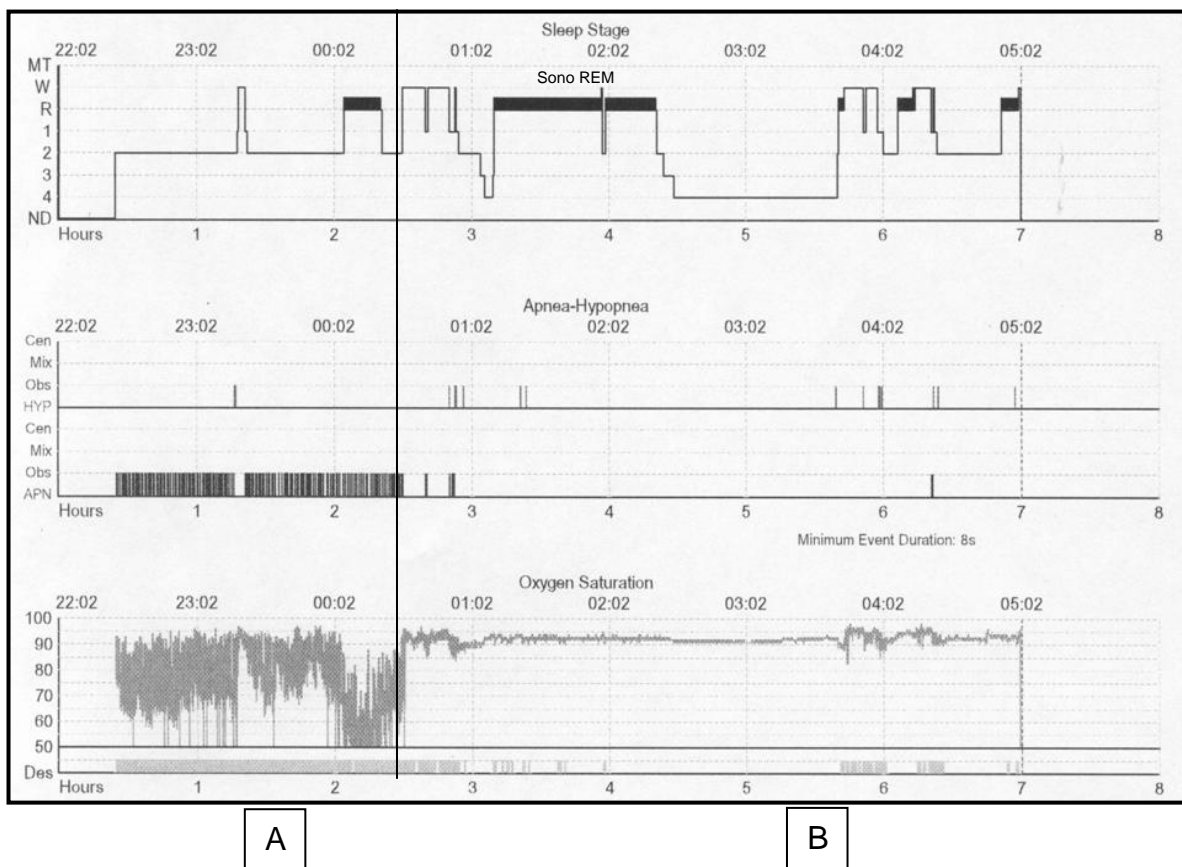 Sleep Stage
22:02 23:02 00:02 01:02 02:02 03:02 04:02 05:02
MT
W
Sono REM
R
1
2
3
4
ND
Hours 1 2 3 4 5 6 7 8
Apnea-Hypopnea
22:02 23:02 00:02 01:02 02:02 03:02 04:02 05:02
Cen
Mix
Obs
HYP
Cen
Mix
Obs
APN
Hours 1 2 3 4 5 6 7 8
Minimum Event Duration: 8s
Oxygen Saturation
22:02 23:02 00:02 01:02 02:02 03:02 04:02 05:02
100
90
80
70
60
50
Des
Hours 1 2 3 4 5 6 7 8
A B